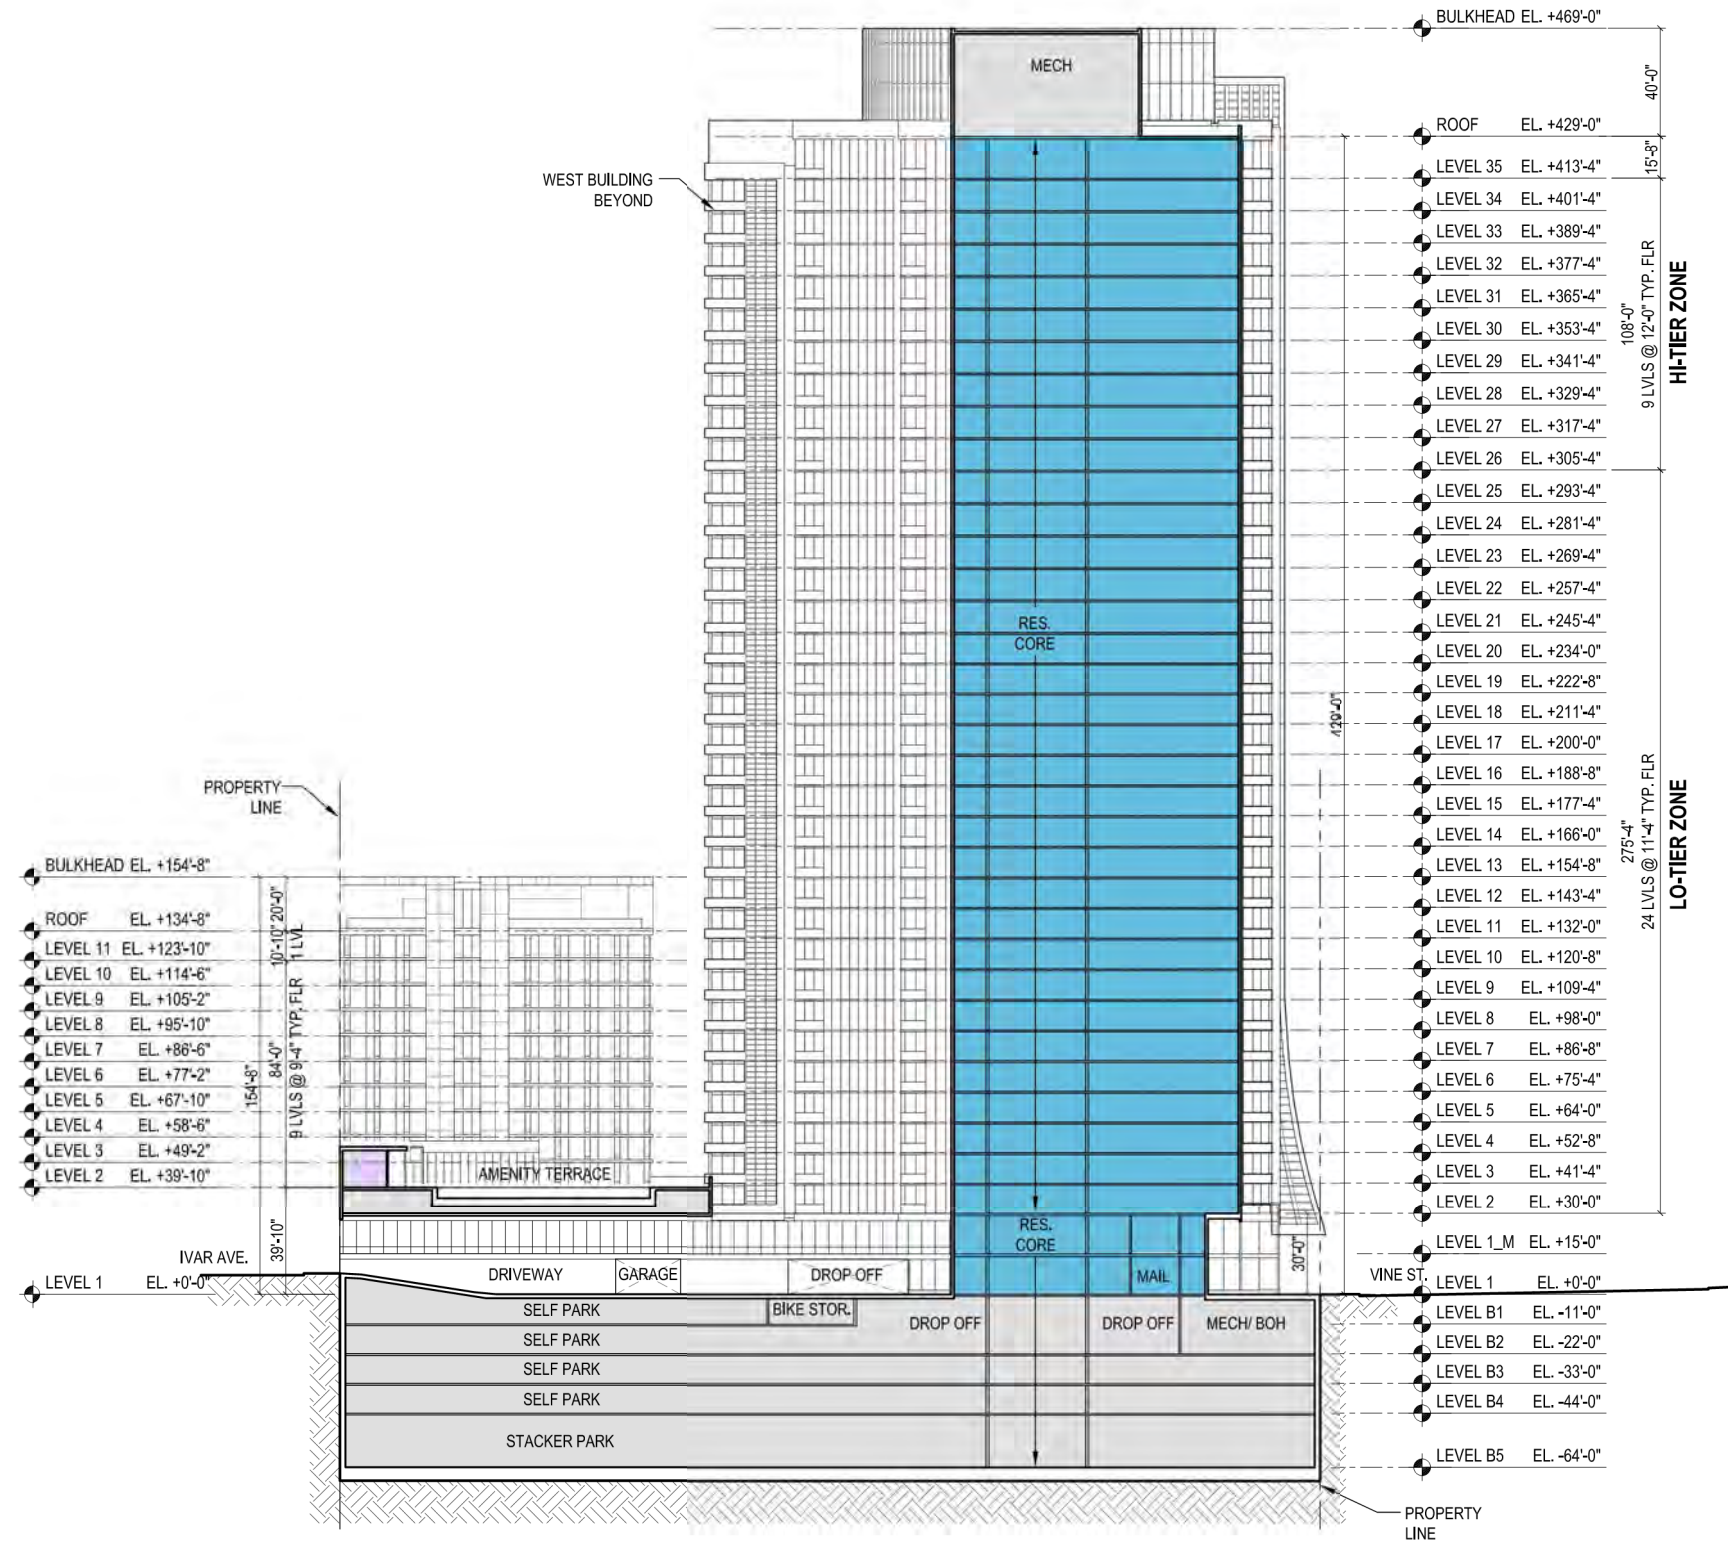 BULKHEAD EL. +469'-0"
MECH
40'-0"
ROOF EL. +429'-0"
15'-8"
LEVEL 35 EL. +413'-4"
WEST BUILDING
BEYOND
LEVEL 34 EL. +401'-4"
LEVEL 33 EL. +389'-4"
LEVEL 32 EL. +377'-4"
LEVEL 31 EL. +365'-4"
LEVEL 30 EL. +353'-4"
LEVEL 29 EL. +341'-4"
LEVEL 28 EL. +329'-4"
LEVEL 27 EL. +317'-4"
LEVEL 26 EL. +305'-4"
108'-0"
9 LVLS @ 12'-0" TYP. FLR
HI-TIER ZONE
LEVEL 25 EL. +293'-4"
LEVEL 24 EL. +281'-4"
LEVEL 23 EL. +269'-4"
LEVEL 22 EL. +257'-4"
LEVEL 21 EL. +245'-4"
RES.
CORE
LEVEL 20 EL. +234'-0"
LEVEL 19 EL. +222'-8"
LEVEL 18 EL. +211'-4"
429'-0"
LEVEL 17 EL. +200'-0"
LEVEL 16 EL. +188'-8"
LEVEL 15 EL. +177'-4"
LEVEL 14 EL. +166'-0"
LEVEL 13 EL. +154'-8"
LEVEL 12 EL. +143'-4"
LEVEL 11 EL. +132'-0"
LEVEL 10 EL. +120'-8"
LEVEL 9 EL. +109'-4"
LEVEL 8 EL. +98'-0"
LEVEL 7 EL. +86'-8"
LEVEL 6 EL. +75'-4"
LEVEL 5 EL. +64'-0"
LEVEL 4 EL. +52'-8"
LEVEL 3 EL. +41'-4"
LEVEL 2 EL. +30'-0"
275'-4"
24 LVLS @ 11'-4" TYP. FLR
LO-TIER ZONE
LEVEL 1_M EL. +15'-0"
30'-0"
VINE ST.
LEVEL 1 EL. +0'-0"
LEVEL B1 EL. -11'-0"
LEVEL B2 EL. -22'-0"
LEVEL B3 EL. -33'-0"
LEVEL B4 EL. -44'-0"
LEVEL B5 EL. -64'-0"
PROPERTY
LINE
PROPERTY
LINE
BULKHEAD EL. +154'-8"
ROOF EL. +134'-8"
LEVEL 11 EL. +123'-10"
LEVEL 10 EL. +114'-6"
LEVEL 9 EL. +105'-2"
LEVEL 8 EL. +95'-10"
LEVEL 7 EL. +86'-6"
LEVEL 6 EL. +77'-2"
LEVEL 5 EL. +67'-10"
LEVEL 4 EL. +58'-6"
LEVEL 3 EL. +49'-2"
LEVEL 2 EL. +39'-10"
154'-8"
20'-0"
10'-10"
1 LVL
84'-0"
9 LVLS @ 9'-4" TYP. FLR
39'-10"
IVAR AVE.
LEVEL 1 EL. +0'-0"
AMENITY TERRACE
RES.
CORE
DRIVEWAY
GARAGE
DROP OFF
MAIL
SELF PARK
BIKE STOR.
DROP OFF
DROP OFF
MECH/ BOH
SELF PARK
SELF PARK
SELF PARK
STACKER PARK